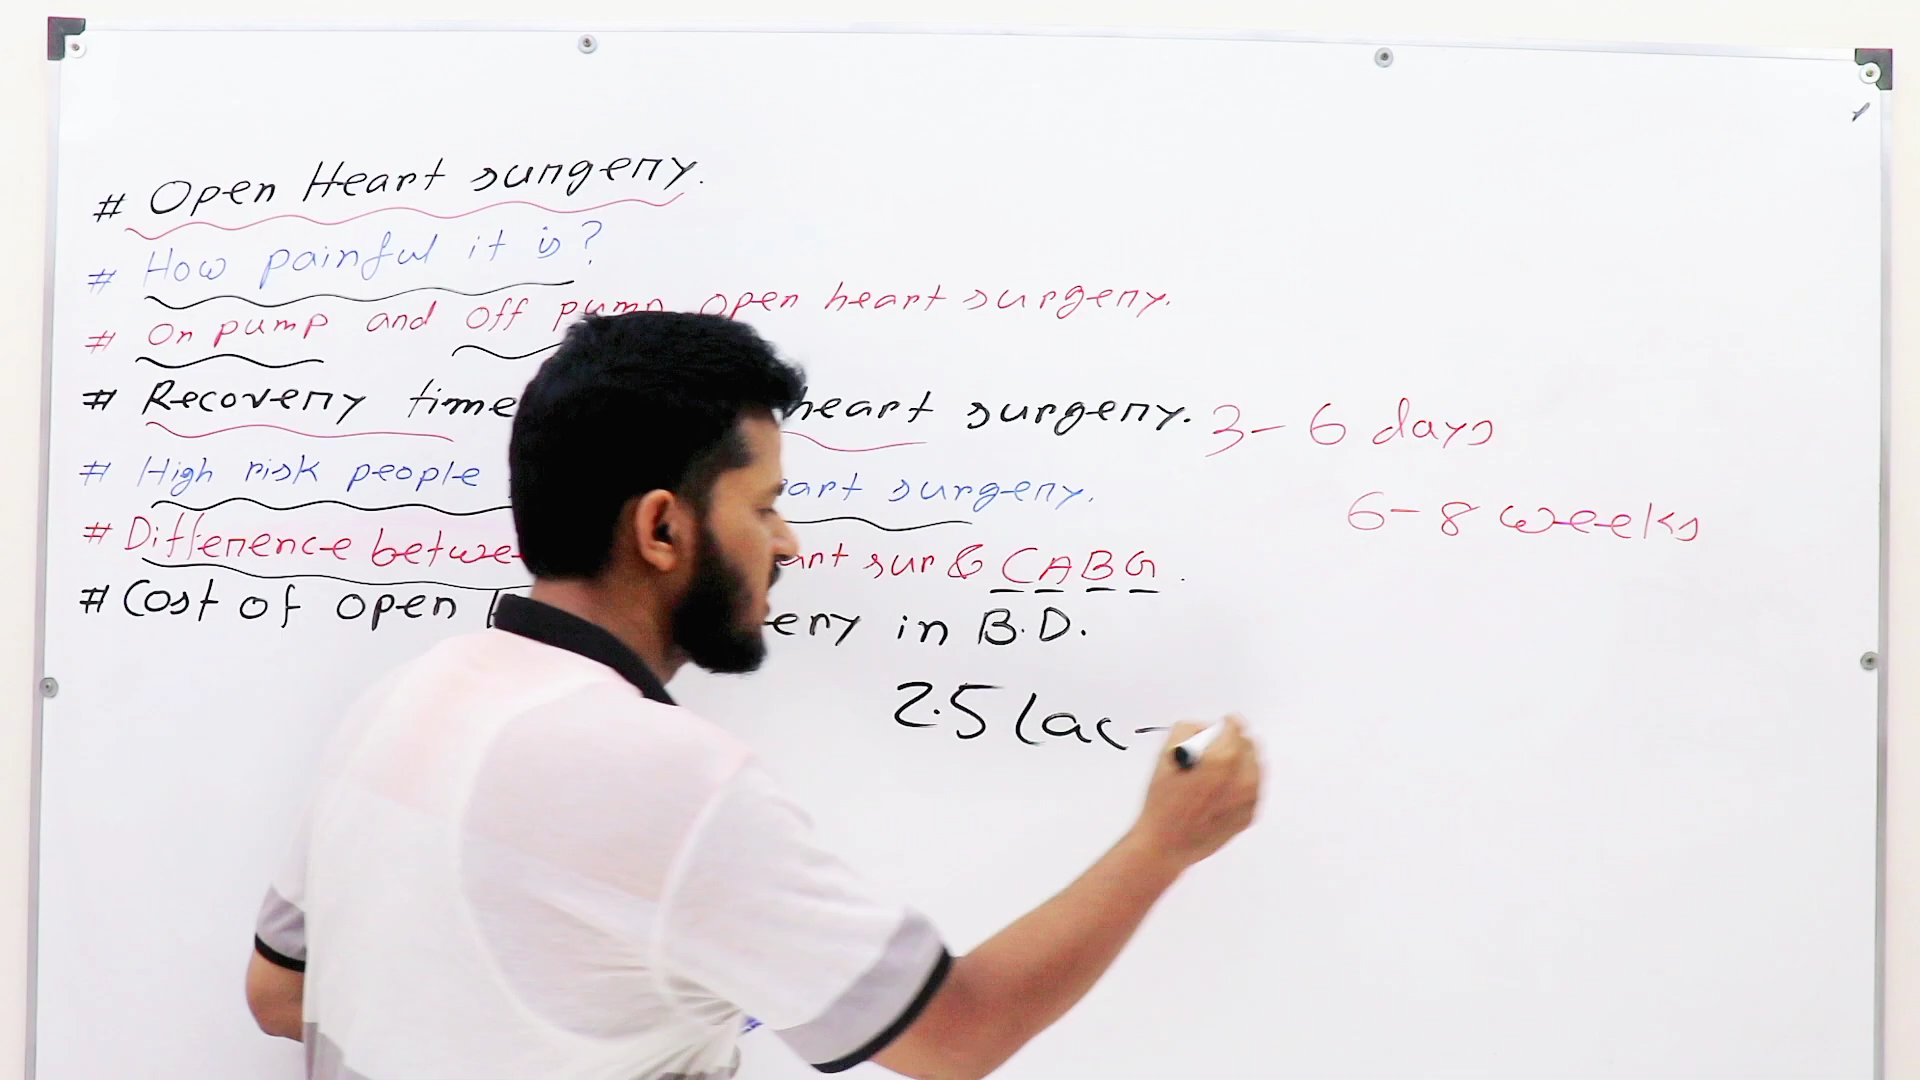 # Open Heart surgery.
# How painful it is?
# On pump and off pump open heart surgery.
# Recovery time heart surgery. 3-6 days
6-8 weeks
# High risk people surgery.
# Difference sur & CABG.
# Cost of open in B.D.
2.5 lac -